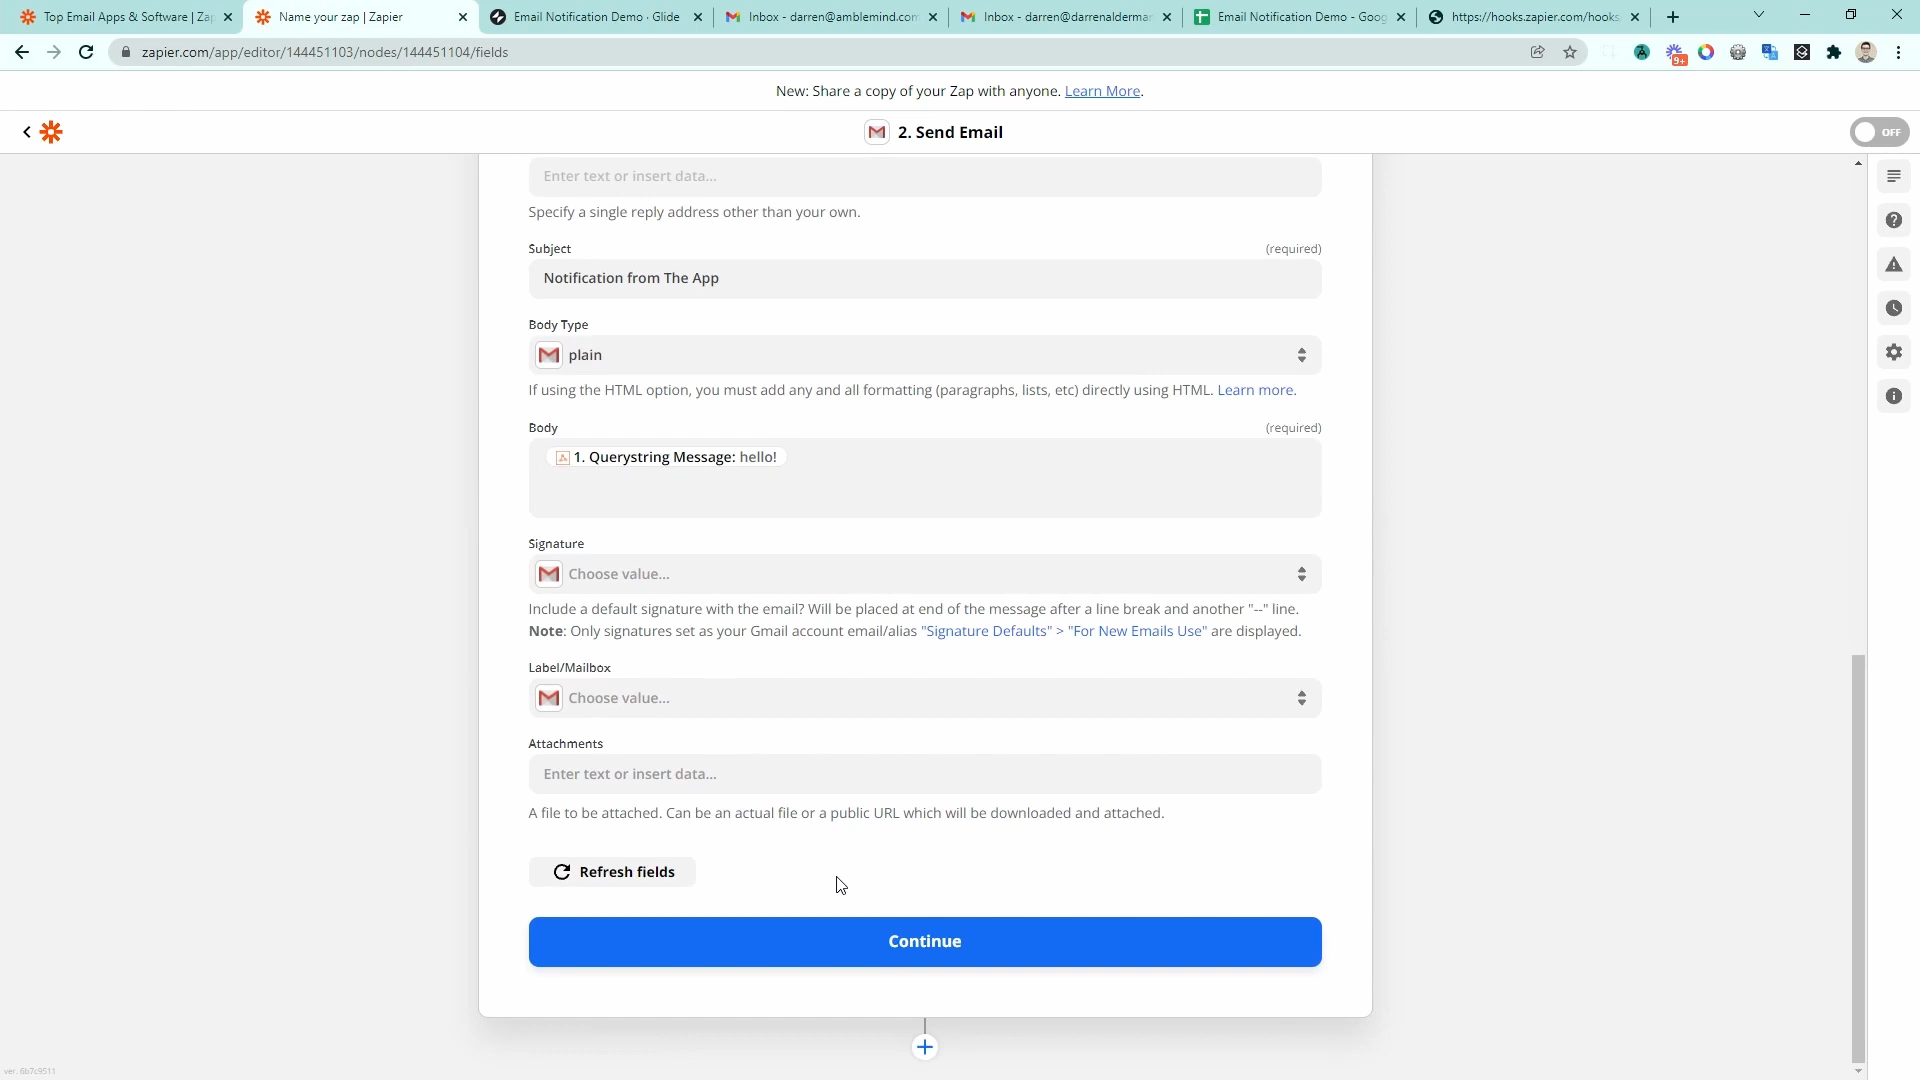 Top Email Apps & Software | Zap
Name your zap | Zapier
Email Notification Demo · Glide
Inbox - darren@amblemind.com
Inbox - darren@darrenalderman
Email Notification Demo - Goog
https://hooks.zapier.com/hooks
zapier.com/app/editor/144451103/nodes/144451104/fields
9+
New: Share a copy of your Zap with anyone. Learn More.
2. Send Email
OFF
Enter text or insert data...
Specify a single reply address other than your own.
Subject (required)
Notification from The App
Body Type
plain
If using the HTML option, you must add any and all formatting (paragraphs, lists, etc) directly using HTML. Learn more.
Body (required)
1. Querystring Message: hello!
Signature
Choose value...
Include a default signature with the email? Will be placed at end of the message after a line break and another "--" line.
Note: Only signatures set as your Gmail account email/alias "Signature Defaults" > "For New Emails Use" are displayed.
Label/Mailbox
Choose value...
Attachments
Enter text or insert data...
A file to be attached. Can be an actual file or a public URL which will be downloaded and attached.
Refresh fields
Continue
ver. 6b7c9511